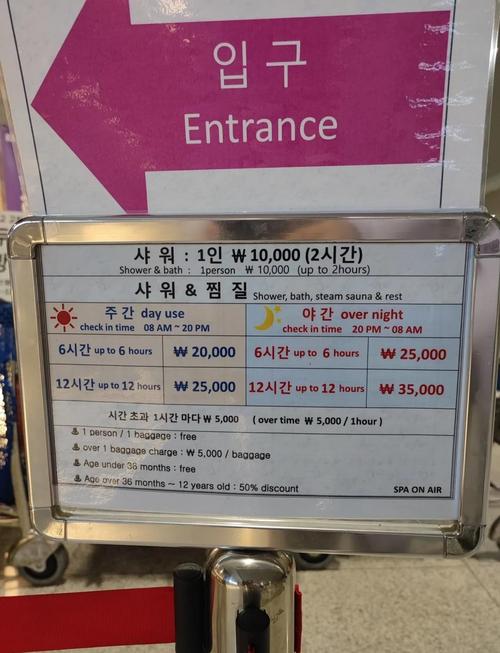 입구
Entrance
샤 워 : 1인 ₩ 10,000 (2시간)
Shower & bath : 1person ₩ 10,000 (up to 2hours)
샤 워 & 찜 질 Shower, bath, steam sauna & rest
주 간 day use
check in time 08 AM ~ 20 PM
야 간 over night
check in time 20 PM ~ 08 AM
6시간 up to 6 hours ₩ 20,000 6시간 up to 6 hours ₩ 25,000
12시간 up to 12 hours ₩ 25,000 12시간 up to 12 hours ₩ 35,000
시간 초과 1시간 마다 ₩ 5,000 ( over time ₩ 5,000 / 1hour )
♨ 1 person / 1 baggage : free
♨ over 1 baggage charge : ₩ 5,000 / baggage
♨ Age under 36 months : free
♨ Age over 36 months ~ 12 years old : 50% discount
SPA ON AIR